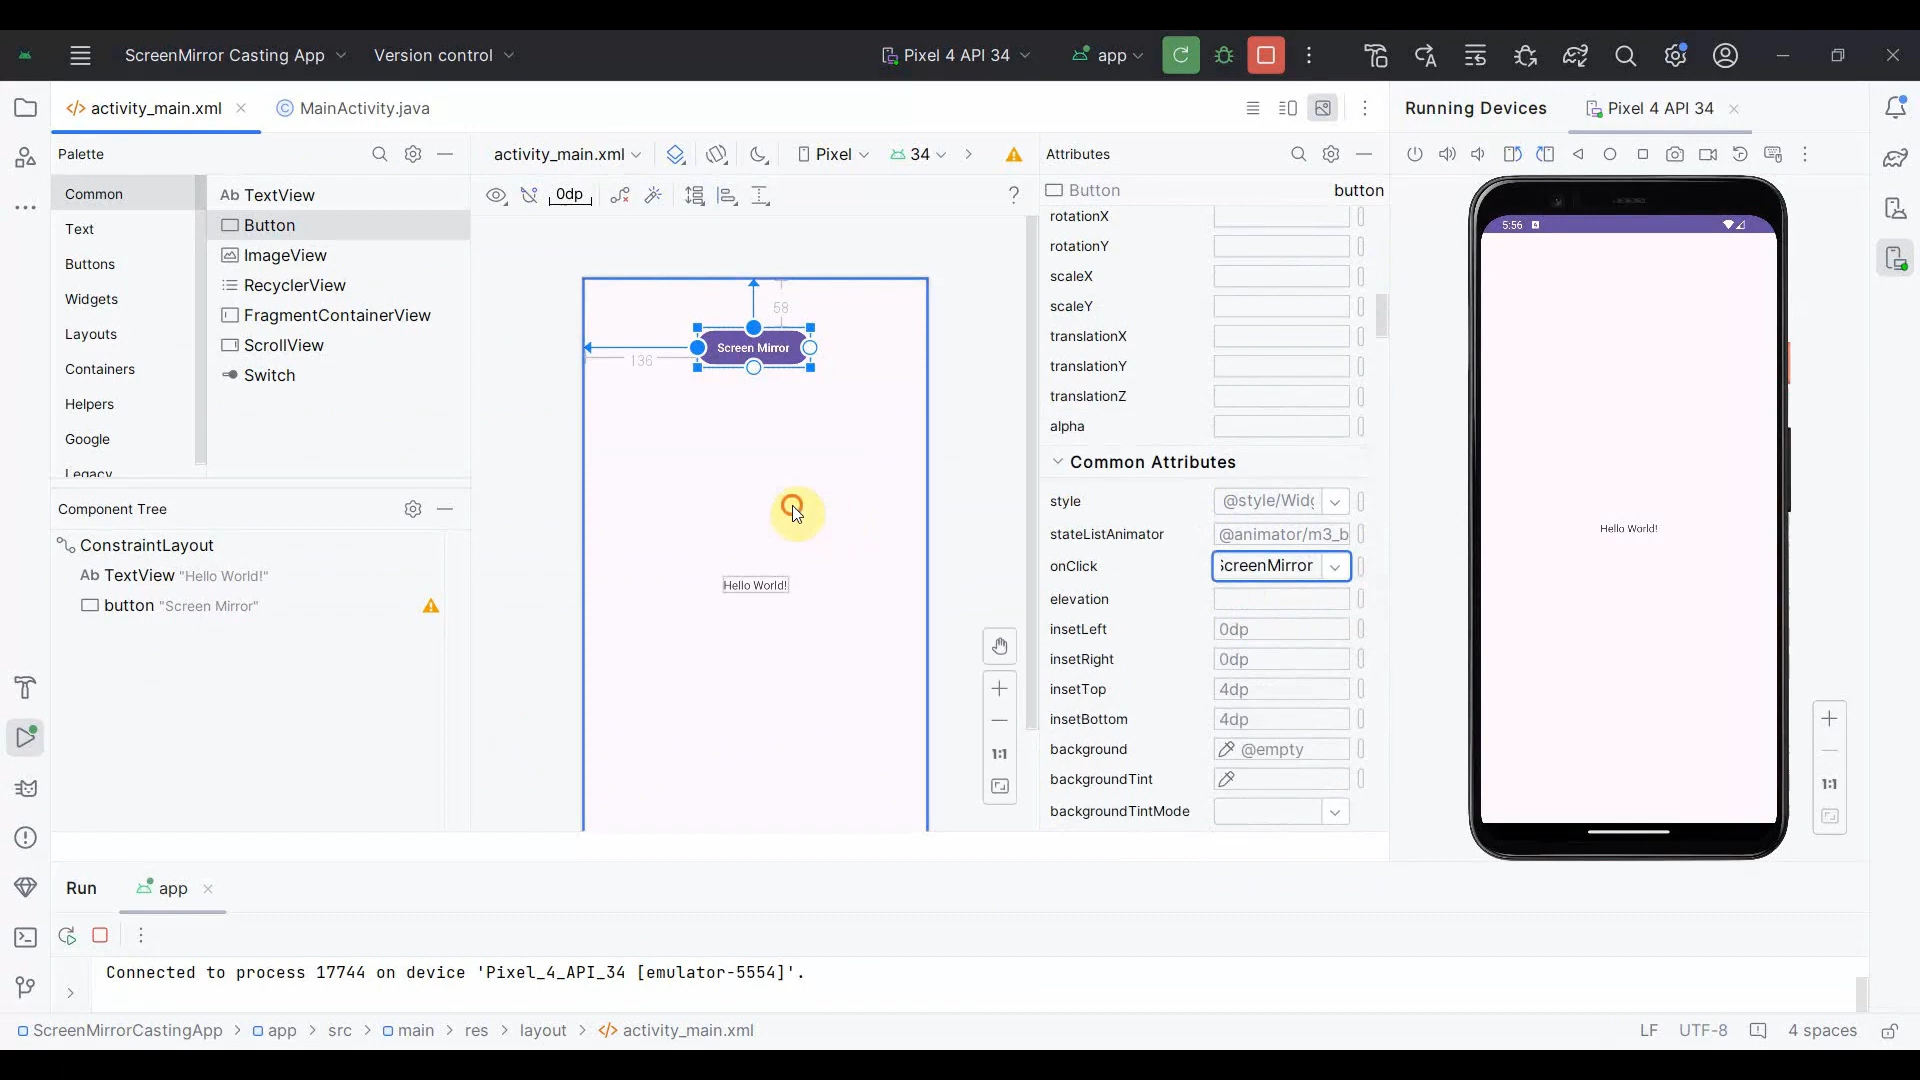 ScreenMirror Casting App
Version control
Pixel 4 API 34
app
activity_main.xml
MainActivity.java
Running Devices
Pixel 4 API 34
Palette
activity_main.xml
Pixel
34
Attributes
Common
Text
Buttons
Widgets
Layouts
Containers
Helpers
Google
Legacy
Ab TextView
Button
ImageView
RecyclerView
FragmentContainerView
ScrollView
Switch
0dp
?
58
136
Screen Mirror
Hello World!
1:1
Button
button
rotationX
rotationY
scaleX
scaleY
translationX
translationY
translationZ
alpha
Common Attributes
style @style/Widg
stateListAnimator @animator/m3_b
onClick ScreenMirror
elevation
insetLeft 0dp
insetRight 0dp
insetTop 4dp
insetBottom 4dp
background @empty
backgroundTint
backgroundTintMode
5:56
Hello World!
1:1
Component Tree
ConstraintLayout
Ab TextView "Hello World!"
button "Screen Mirror"
Run
app
Connected to process 17744 on device 'Pixel_4_API_34 [emulator-5554]'.
ScreenMirrorCastingApp > app > src > main > res > layout > activity_main.xml
LF
UTF-8
4 spaces